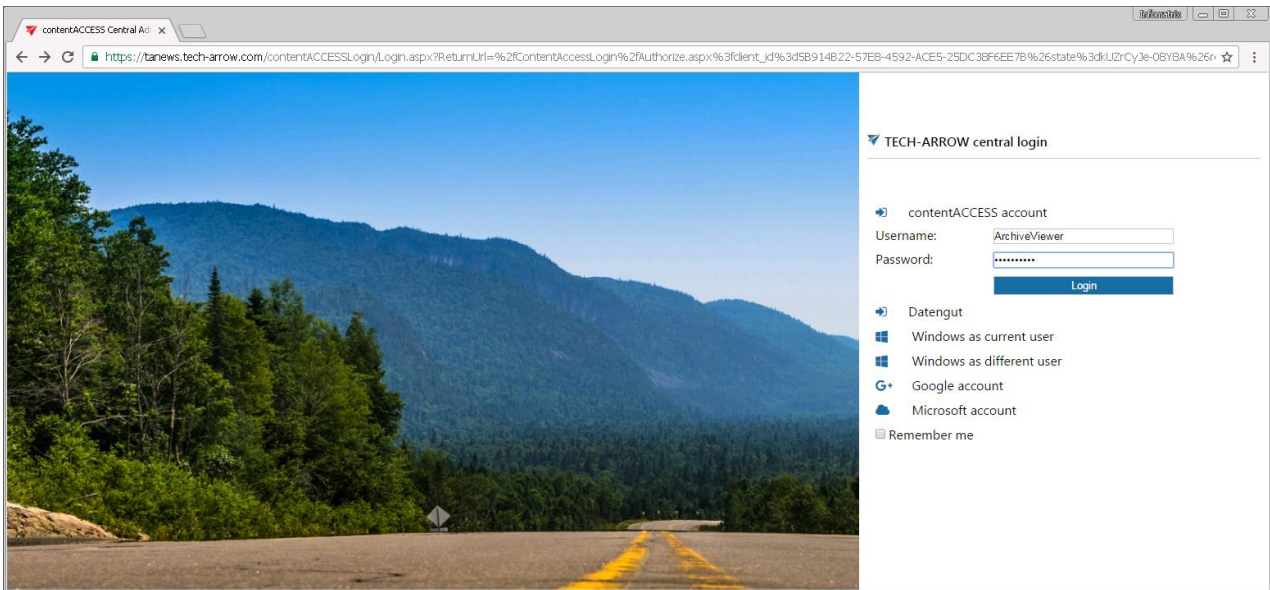 Infomatrix
contentACCESS Central Ad
https://tanews.tech-arrow.com/contentACCESSLogin/Login.aspx?ReturnUrl=%2fContentAccessLogin%2fAuthorize.aspx%3fclient_id%3d5B914B22-57E8-4592-ACE5-25DC38F6EE7B%26state%3dkUZrCyJe-08YBA%26r
TECH-ARROW central login
contentACCESS account
Username: ArchiveViewer
Password: ••••••••••
Login
Datengut
Windows as current user
Windows as different user
G+ Google account
Microsoft account
Remember me